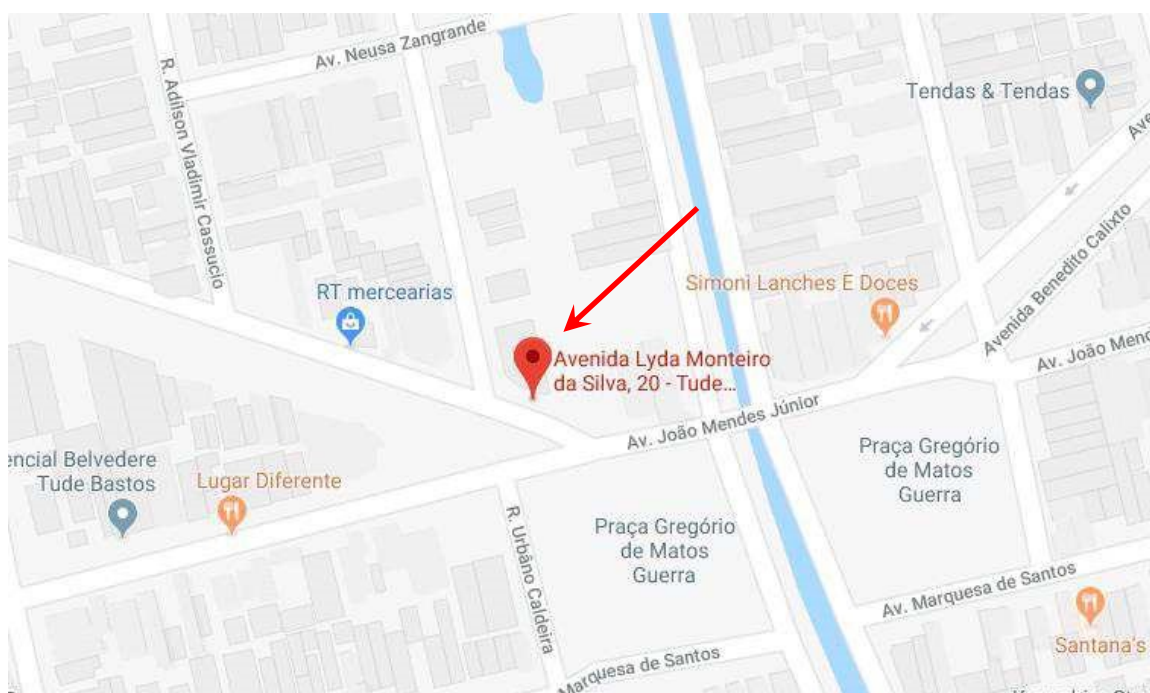 Av. Neusa Zangrande
R. Adilson Vladimir Cassucio
Tendas & Tendas
Ave
RT mercearias
Simoni Lanches E Doces
Avenida Benedito Calixto
Avenida Lyda Monteiro
da Silva, 20 - Tude...
Av. João Mend
Av. João Mendes Júnior
encial Belvedere
Tude Bastos
Lugar Diferente
Praça Gregório
de Matos
Guerra
R. Urbano Caldeira
Praça Gregório
de Matos
Guerra
Av. Marquesa de Santos
Santana's
Marquesa de Santos